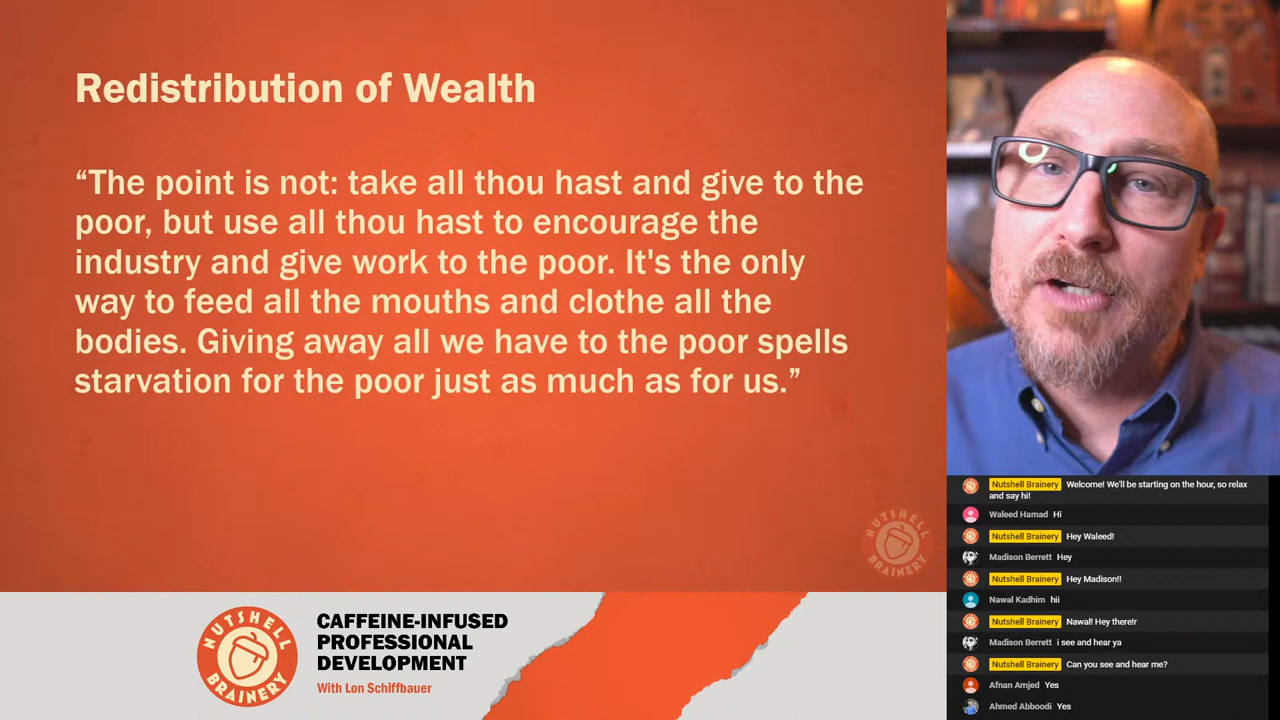 Redistribution of Wealth
“The point is not: take all thou hast and give to the
poor, but use all thou hast to encourage the
industry and give work to the poor. It's the only
way to feed all the mouths and clothe all the
bodies. Giving away all we have to the poor spells
starvation for the poor just as much as for us.”
NUTSHELL
BRAINERY
NUTSHELL
BRAINERY
CAFFEINE-INFUSED
PROFESSIONAL
DEVELOPMENT
With Lon Schiffbauer
Nutshell Brainery Welcome! We'll be starting on the hour, so relax
and say hi!
Waleed Hamad Hi
Nutshell Brainery Hey Waleed!
Madison Berrett Hey
Nutshell Brainery Hey Madison!!
Nawal Kadhim hii
Nutshell Brainery Nawal! Hey there!r
Madison Berrett i see and hear ya
Nutshell Brainery Can you see and hear me?
Afnan Amjed Yes
Ahmed Abboodi Yes